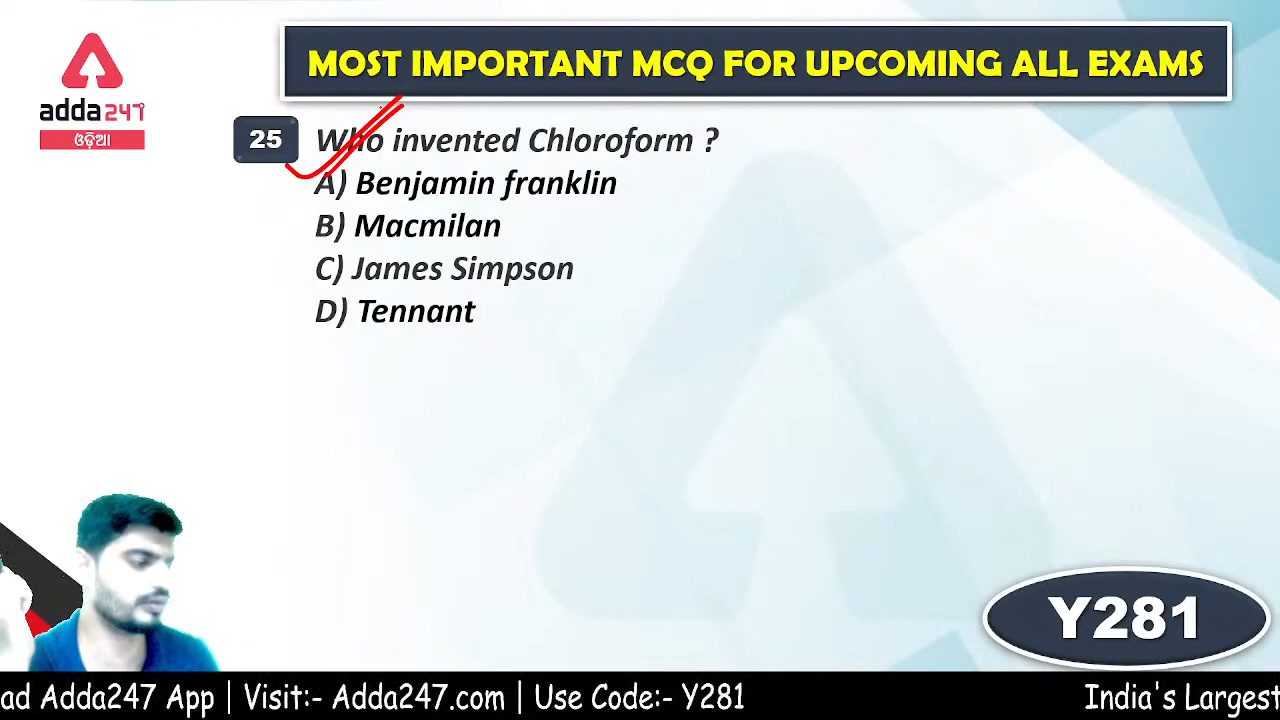 adda247
ଓଡ଼ିଆ
MOST IMPORTANT MCQ FOR UPCOMING ALL EXAMS
25
Who invented Chloroform ?
A) Benjamin franklin
B) Macmilan
C) James Simpson
D) Tennant
Y281
ad Adda247 App | Visit:- Adda247.com | Use Code:- Y281 India's Largest